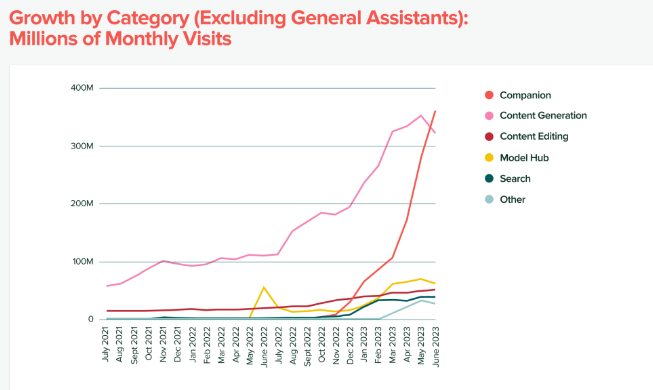 Growth by Category (Excluding General Assistants):
Millions of Monthly Visits
400M
300M
200M
100M
0
July 2021
Aug 2021
Sept 2021
Oct 2021
Nov 2021
Dec 2021
Jan 2022
Feb 2022
Mar 2022
Apr 2022
May 2022
June 2022
July 2022
Aug 2022
Sept 2022
Oct 2022
Nov 2022
Dec 2022
Jan 2023
Feb 2023
Mar 2023
Apr 2023
May 2023
June 2023
Companion
Content Generation
Content Editing
Model Hub
Search
Other